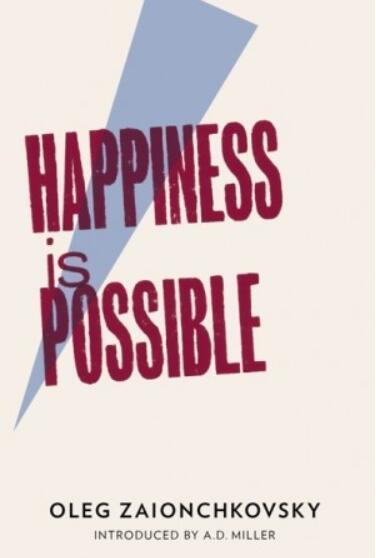 HAPPINESS
is
POSSIBLE
OLEG ZAIONCHKOVSKY
INTRODUCED BY A.D. MILLER